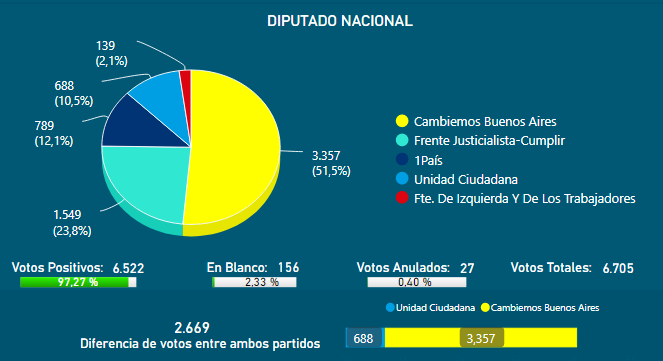 DIPUTADO NACIONAL
139
(2,1%)
688
(10,5%)
789
(12,1%)
1.549
(23,8%)
3.357
(51,5%)
Cambiemos Buenos Aires
Frente Justicialista-Cumplir
1País
Unidad Ciudadana
Fte. De Izquierda Y De Los Trabajadores
Votos Positivos: 6.522
97,27 %
En Blanco: 156
2,33 %
Votos Anulados: 27
0,40 %
Votos Totales: 6.705
2.669
Diferencia de votos entre ambos partidos
Unidad Ciudadana Cambiemos Buenos Aires
688 3,357